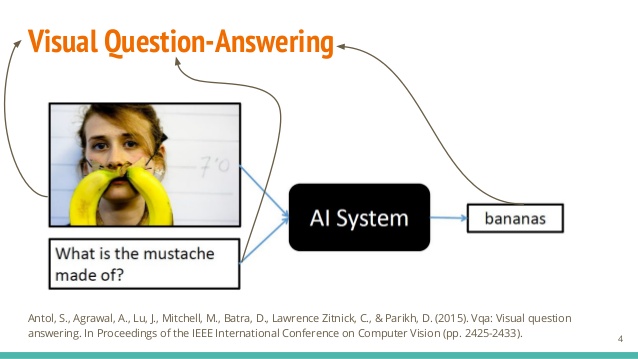 Visual Question-Answering
7.0
What is the mustache
made of?
AI System
bananas
Antol, S., Agrawal, A., Lu, J., Mitchell, M., Batra, D., Lawrence Zitnick, C., & Parikh, D. (2015). Vqa: Visual question
answering. In Proceedings of the IEEE International Conference on Computer Vision (pp. 2425-2433).
4